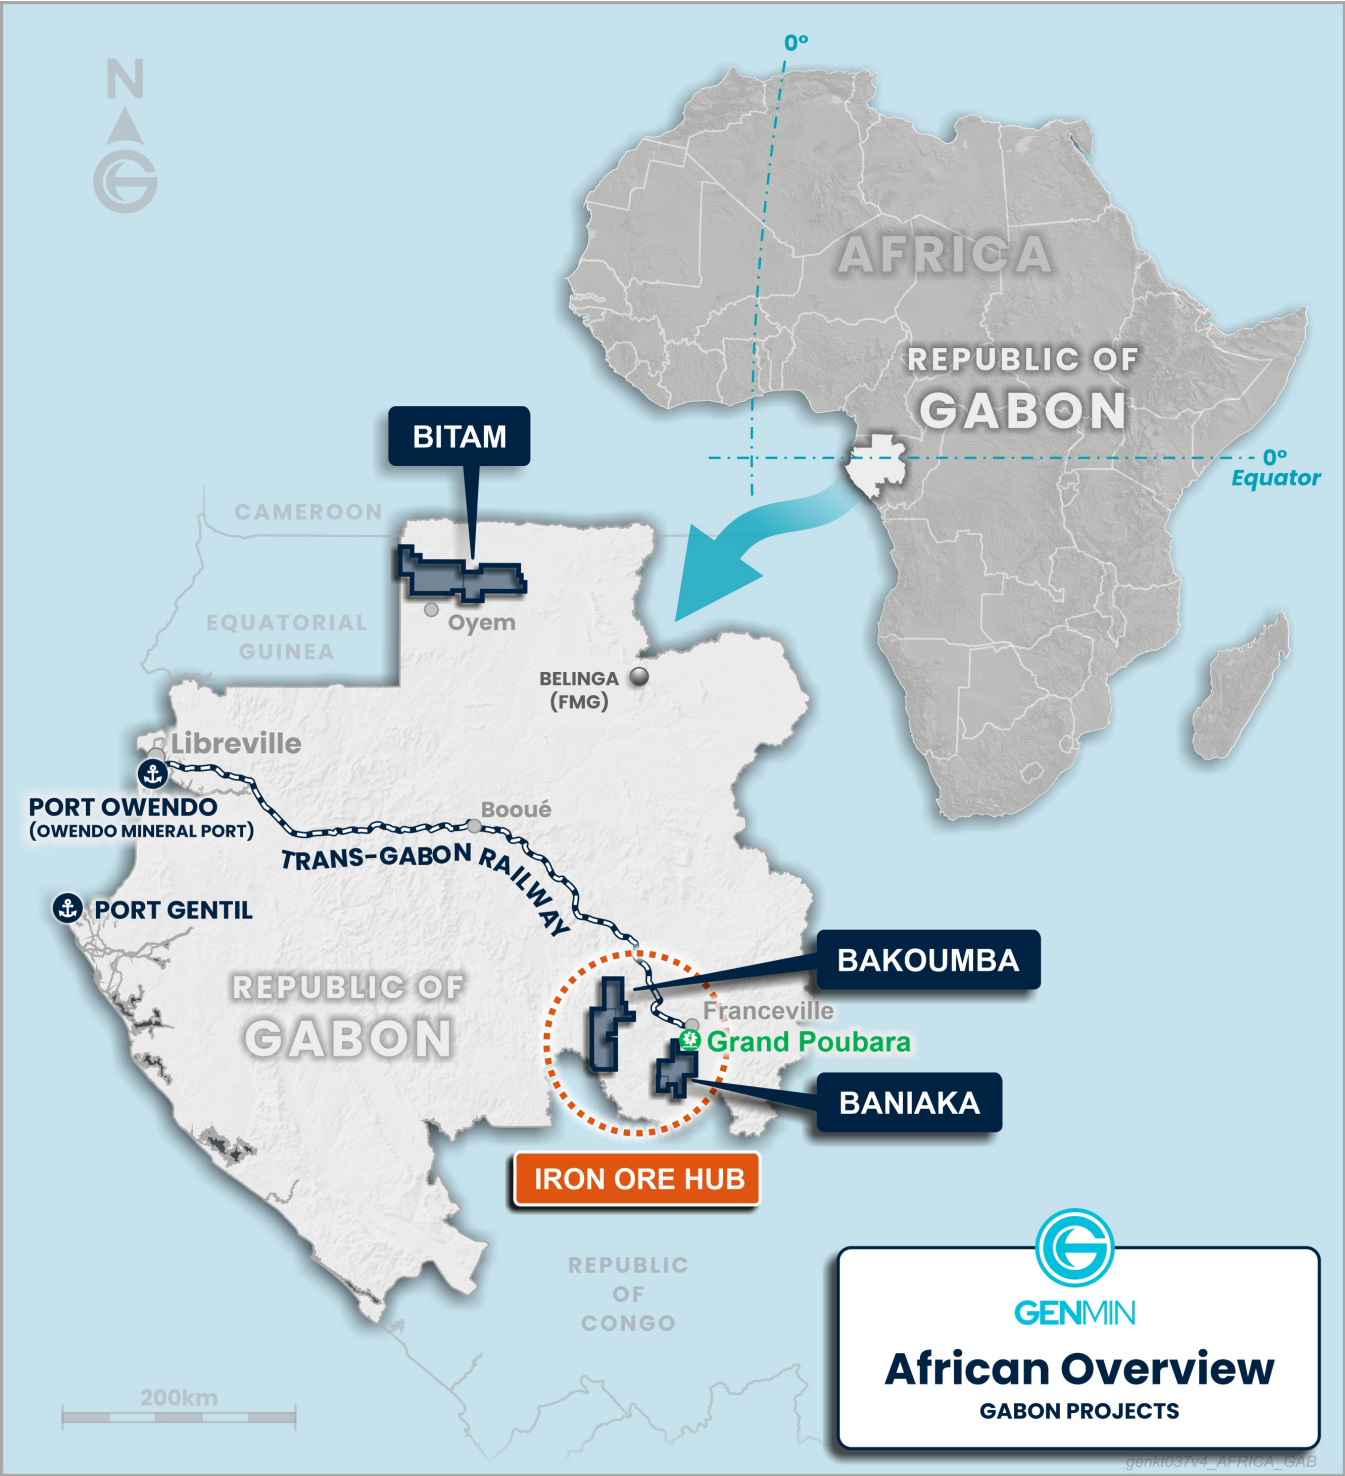 N
0°
AFRICA
REPUBLIC OF
GABON
0°
Equator
BITAM
CAMEROON
EQUATORIAL
GUINEA
Oyem
BELINGA
(FMG)
Libreville
PORT OWENDO
(OWENDO MINERAL PORT)
Booué
TRANS-GABON RAILWAY
PORT GENTIL
REPUBLIC OF
GABON
BAKOUMBA
Franceville
Grand Poubara
BANIAKA
IRON ORE HUB
REPUBLIC
OF
CONGO
200km
GENMIN
African Overview
GABON PROJECTS
genkt037v4_AFRICA_GAB